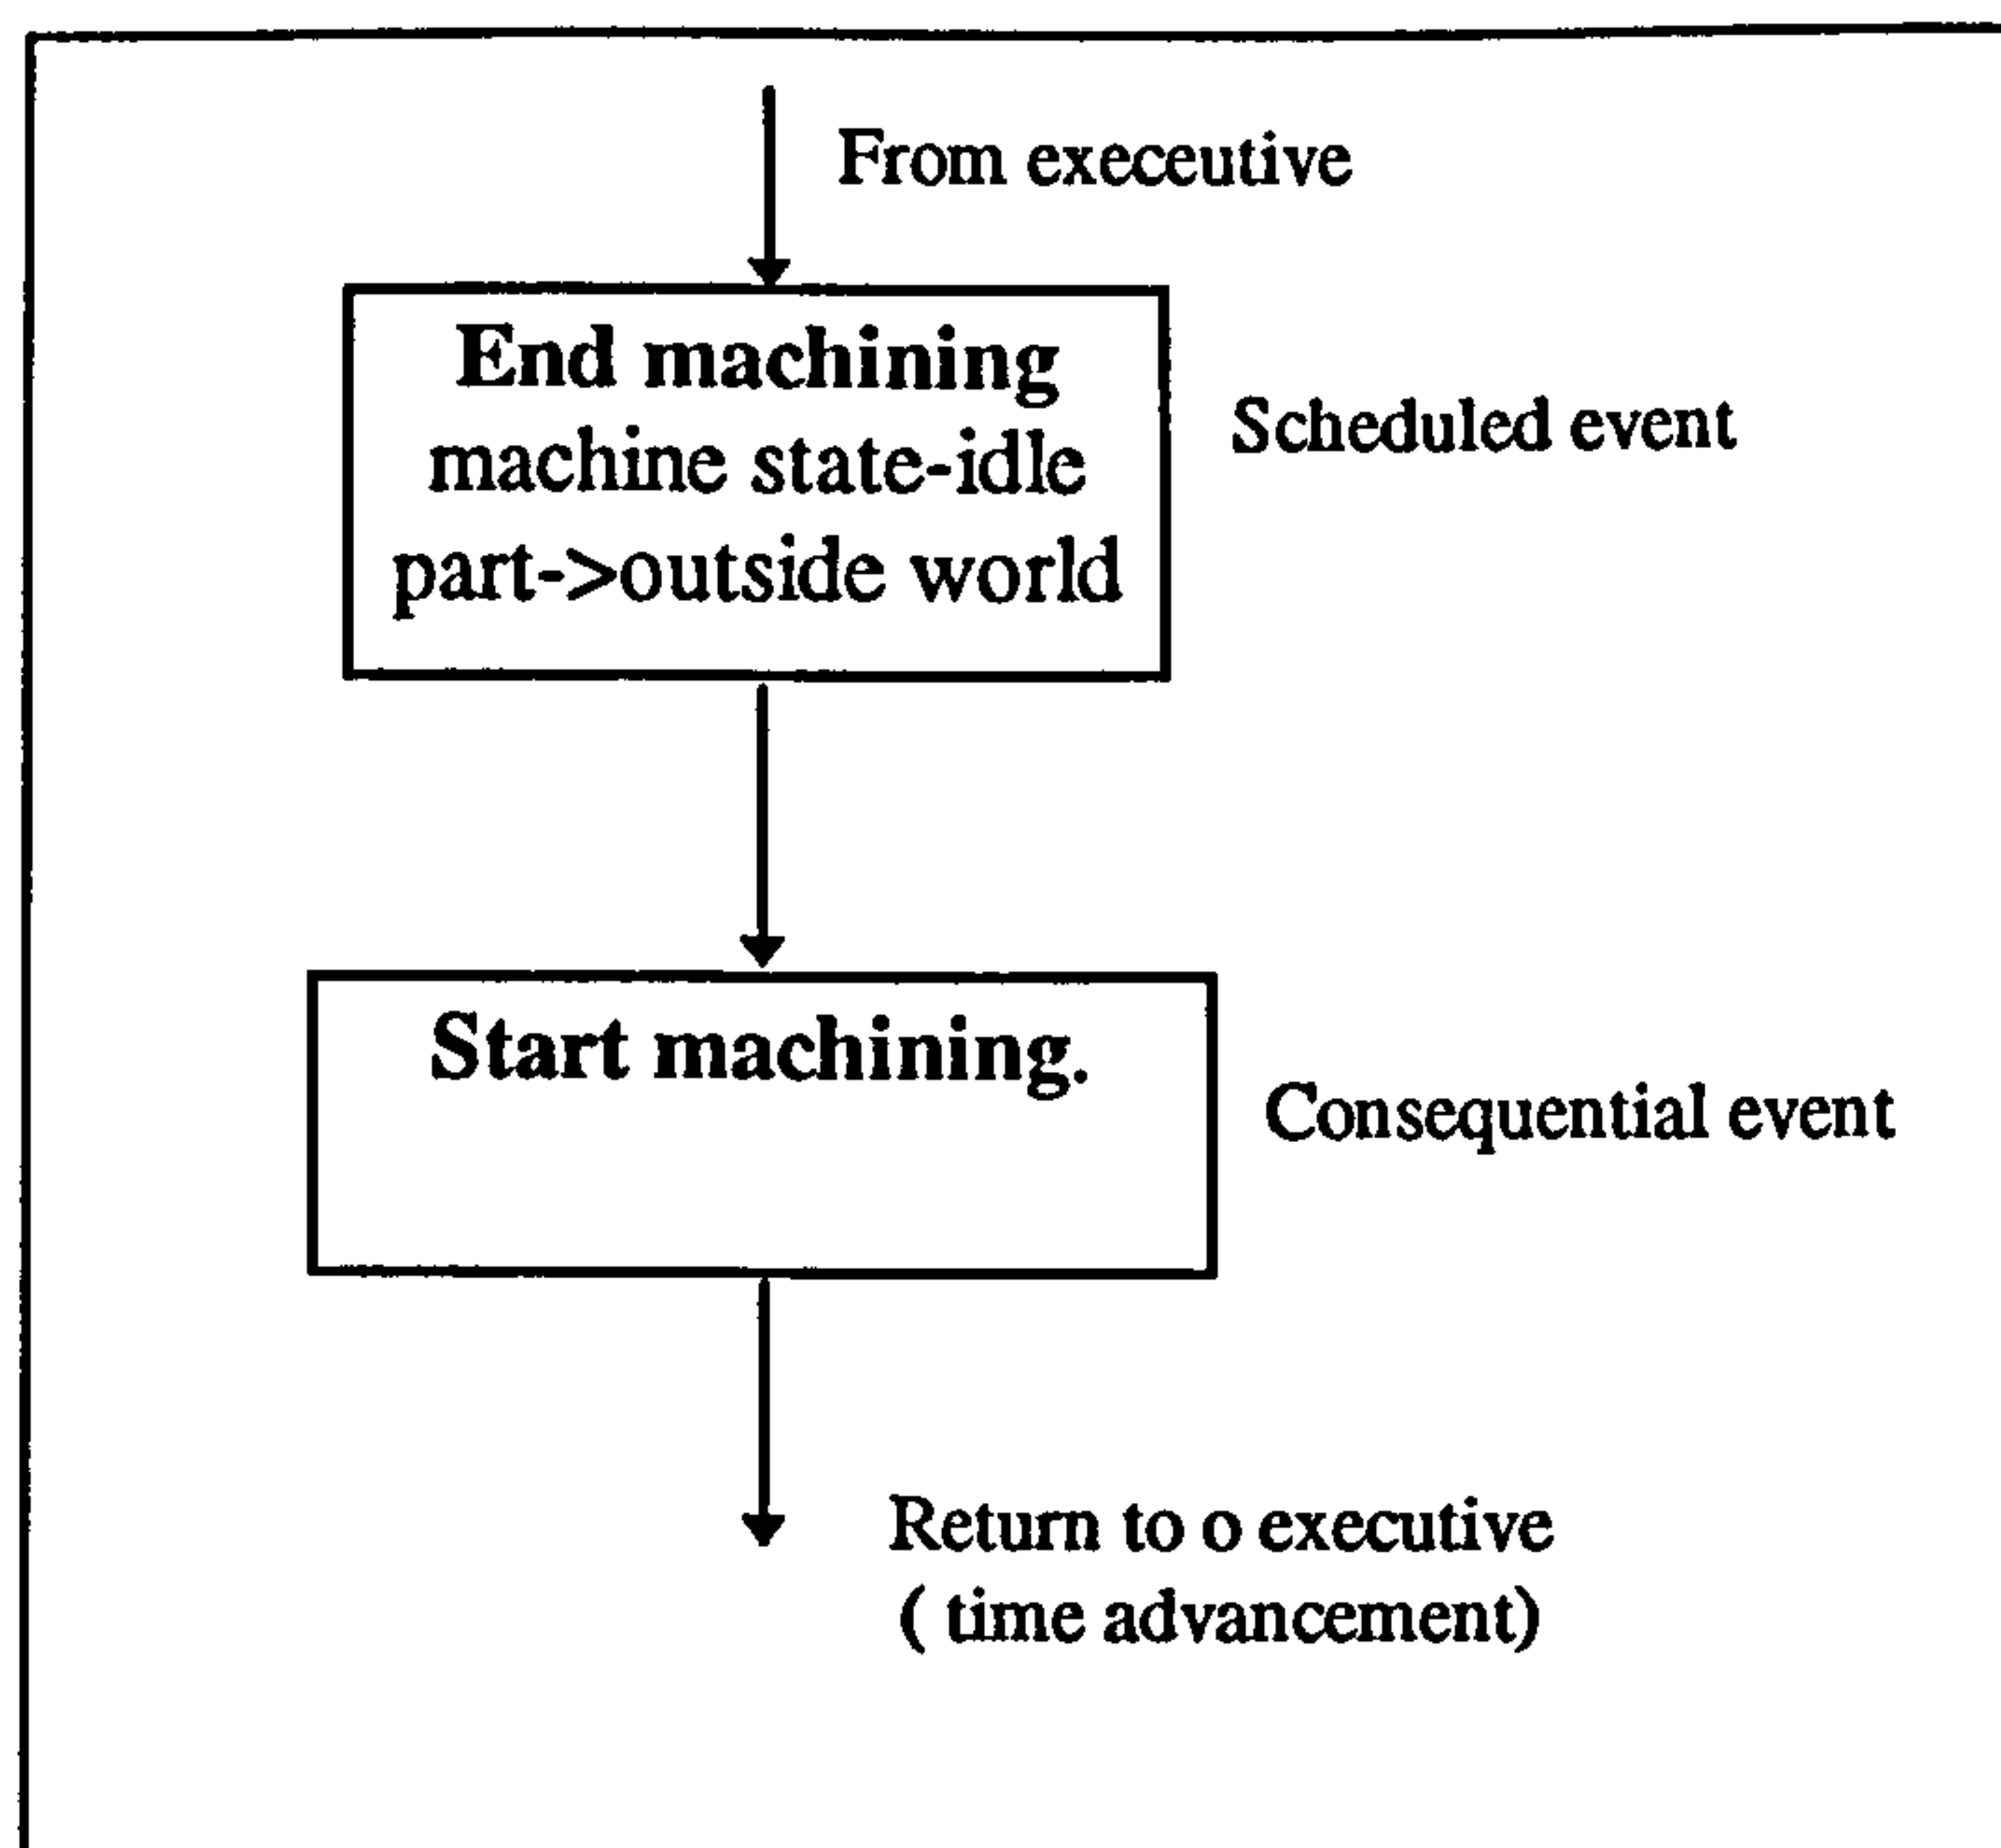 From execeutive
End machining
machine state-idle
part->outside world
Scheduled event
Start machining.
Consequential event
Return to o executive
( time advancement)